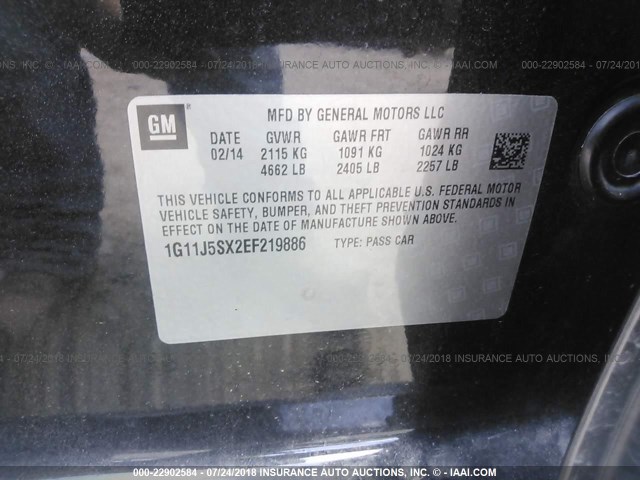 000-22902584 - 07/24/2018 INSURANCE AUTO AUCTIONS, INC. © - IAAI.COM
GM
MFD BY GENERAL MOTORS LLC
DATE GVWR GAWR FRT GAWR RR
02/14 2115 KG 1091 KG 1024 KG
4662 LB 2405 LB 2257 LB
THIS VEHICLE CONFORMS TO ALL APPLICABLE U.S. FEDERAL MOTOR
VEHICLE SAFETY, BUMPER, AND THEFT PREVENTION STANDARDS IN
EFFECT ON THE DATE OF MANUFACTURE SHOWN ABOVE.
1G11J5SX2EF219886 TYPE: PASS CAR
000-22902584 - 07/24/2018 INSURANCE AUTO AUCTIONS, INC. © - IAAI.COM